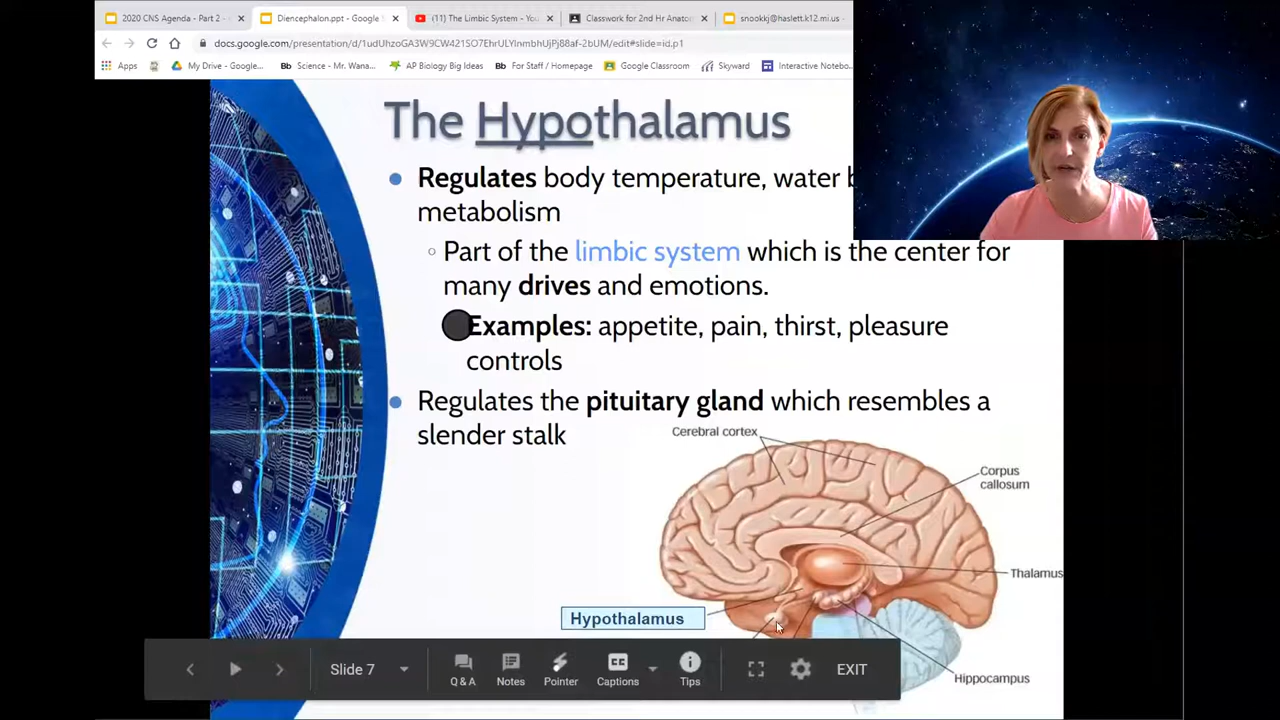 2020 CNS Agenda - Part 2 -
Diencephalon.ppt - Google
(11) The Limbic System - You
Classwork for 2nd Hr Anato
snookkj@haslett.k12.mi.us
docs.google.com/presentation/d/
/edit#slide=id.p1
Apps
My Drive - Google...
Bb Science - Mr. Wana...
AP Biology Big Ideas
Bb For Staff / Homepage
Google Classroom
Skyward
Interactive Notebo
The Hypothalamus
Regulates body temperature, water
metabolism
Part of the limbic system which is the center for
many drives and emotions.
Examples: appetite, pain, thirst, pleasure
controls
Regulates the pituitary gland which resembles a
slender stalk
Cerebral cortex
Corpus
callosum
Thalamus
Hypothalamus
Hippocampus
Slide 7
Q & A
Notes
Pointer
CC
Captions
Tips
EXIT